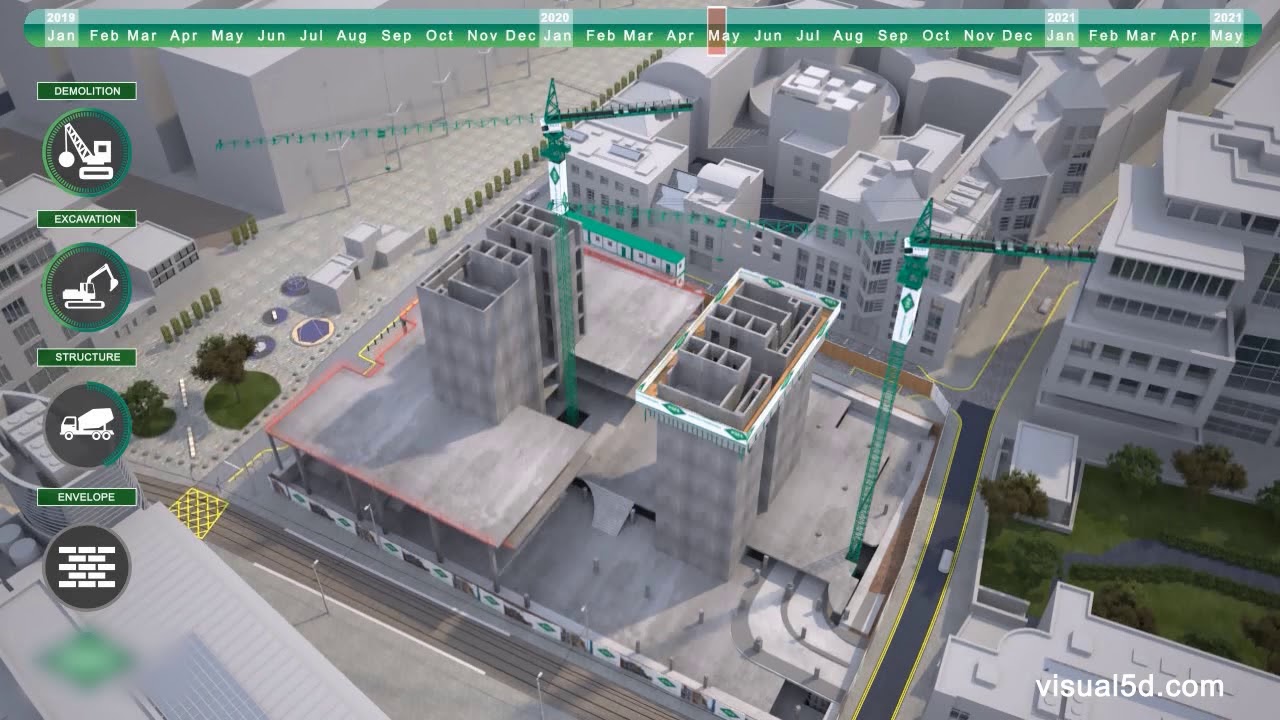 2019 2020 2021 2021
Jan Feb Mar Apr May Jun Jul Aug Sep Oct Nov Dec Jan Feb Mar Apr May Jun Jul Aug Sep Oct Nov Dec Jan Feb Mar Apr May
DEMOLITION
EXCAVATION
STRUCTURE
ENVELOPE
visual5d.com